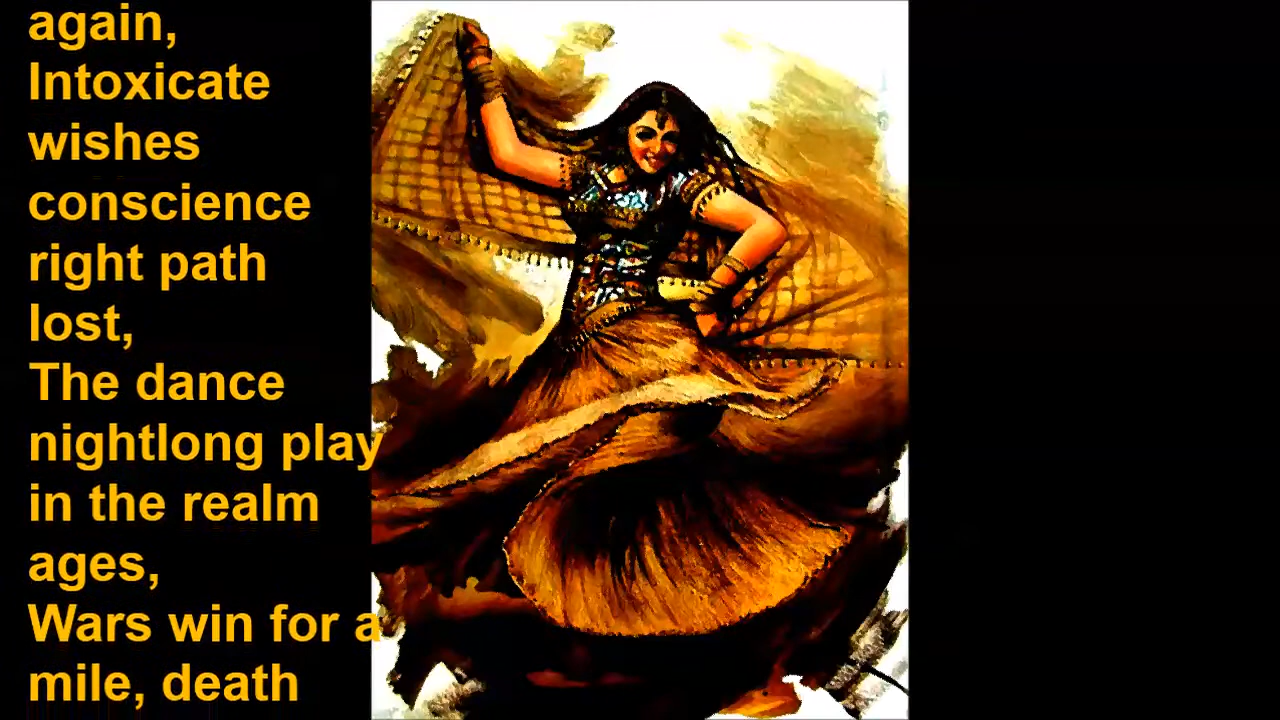 again,
Intoxicate
wishes
conscience
right path
lost,
The dance
nightlong play
in the realm
ages,
Wars win for a
mile, death